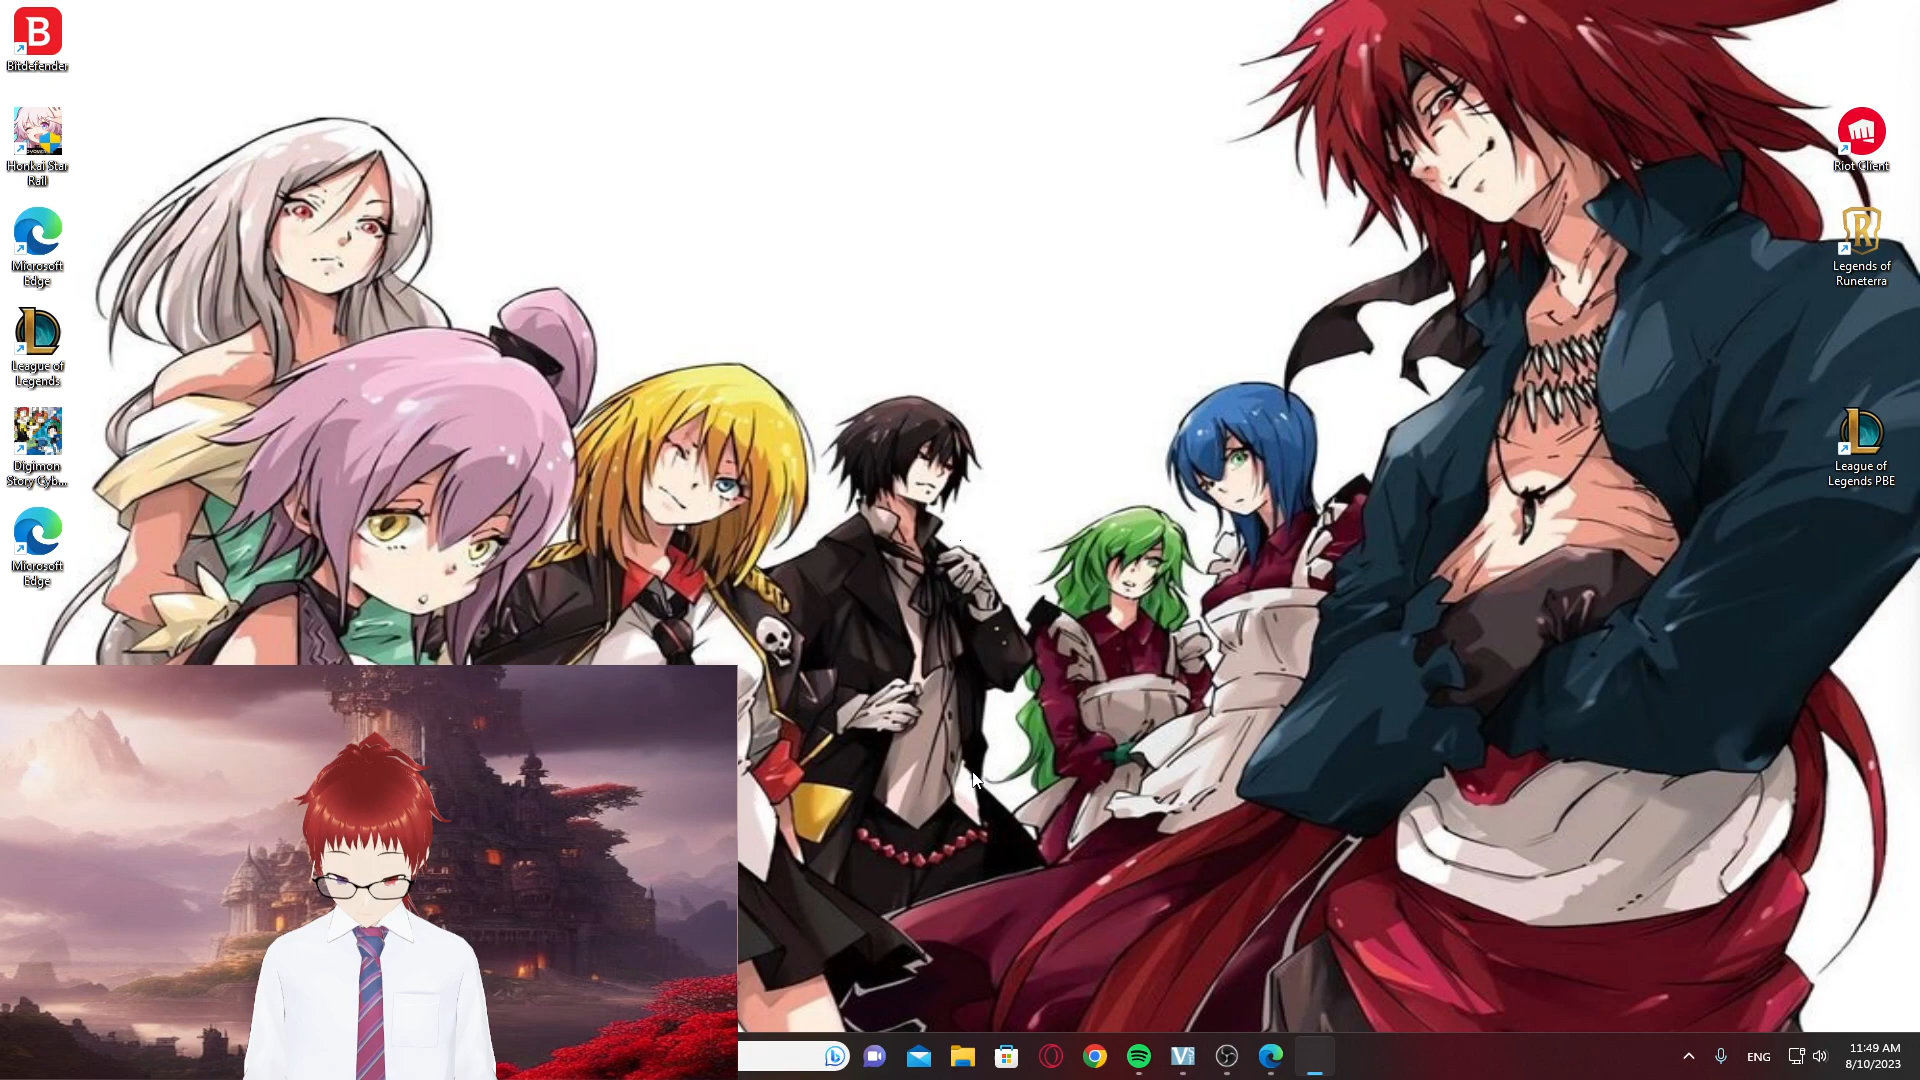 Bitdefender
Honkai Star
Rail
Microsoft
Edge
League of
Legends
Digimon
Story Cyb...
Microsoft
Edge
Riot Client
Legends of
Runeterra
League of
Legends PBE
ENG
11:49 AM
8/10/2023